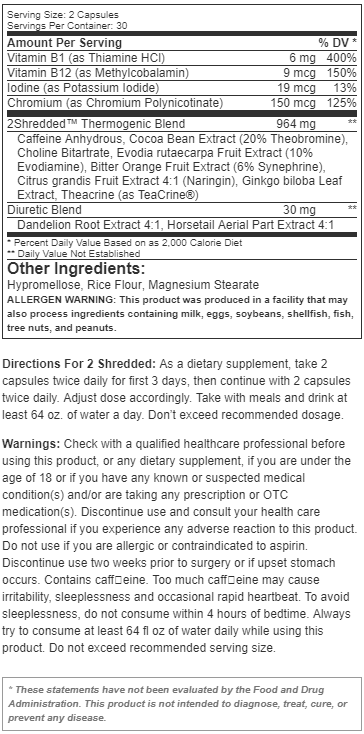 Serving Size: 2 Capsules
Servings Per Container: 30
Amount Per Serving % DV *
Vitamin B1 (as Thiamine HCl) 6 mg 400%
Vitamin B12 (as Methylcobalamin) 9 mcg 150%
Iodine (as Potassium Iodide) 19 mcg 13%
Chromium (as Chromium Polynicotinate) 150 mcg 125%
2Shredded™ Thermogenic Blend 964 mg **
Caffeine Anhydrous, Cocoa Bean Extract (20% Theobromine),
Choline Bitartrate, Evodia rutaecarpa Fruit Extract (10%
Evodiamine), Bitter Orange Fruit Extract (6% Synephrine),
Citrus grandis Fruit Extract 4:1 (Naringin), Ginkgo biloba Leaf
Extract, Theacrine (as TeaCrine®)
Diuretic Blend 30 mg **
Dandelion Root Extract 4:1, Horsetail Aerial Part Extract 4:1
* Percent Daily Value Based on as 2,000 Calorie Diet
** Daily Value Not Established
Other Ingredients:
Hypromellose, Rice Flour, Magnesium Stearate
ALLERGEN WARNING: This product was produced in a facility that may
also process ingredients containing milk, eggs, soybeans, shellfish, fish,
tree nuts, and peanuts.
Directions For 2 Shredded: As a dietary supplement, take 2
capsules twice daily for first 3 days, then continue with 2 capsules
twice daily. Adjust dose accordingly. Take with meals and drink at
least 64 oz. of water a day. Don't exceed recommended dosage.
Warnings: Check with a qualified healthcare professional before
using this product, or any dietary supplement, if you are under the
age of 18 or if you have any known or suspected medical
condition(s) and/or are taking any prescription or OTC
medication(s). Discontinue use and consult your health care
professional if you experience any adverse reaction to this product.
Do not use if you are allergic or contraindicated to aspirin.
Discontinue use two weeks prior to surgery or if upset stomach
occurs. Contains caff□eine. Too much caff□eine may cause
irritability, sleeplessness and occasional rapid heartbeat. To avoid
sleeplessness, do not consume within 4 hours of bedtime. Always
try to consume at least 64 fl oz of water daily while using this
product. Do not exceed recommended serving size.
* These statements have not been evaluated by the Food and Drug
Administration. This product is not intended to diagnose, treat, cure, or
prevent any disease.